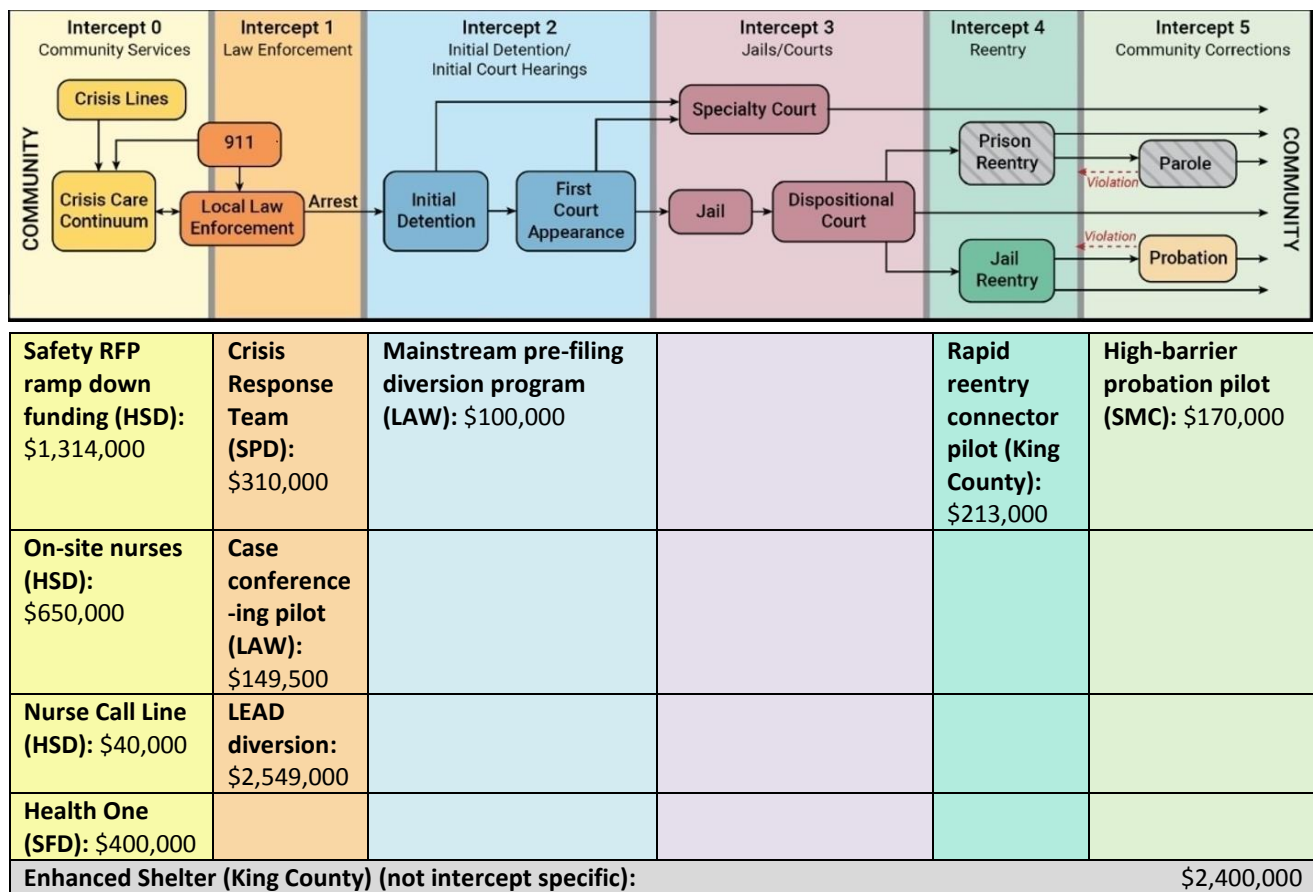 Intercept 0
Community Services
Intercept 1
Law Enforcement
Intercept 2
Initial Detention/
Initial Court Hearings
Intercept 3
Jails/Courts
Intercept 4
Reentry
Intercept 5
Community Corrections
COMMUNITY
Crisis Lines
911
Crisis Care
Continuum
Local Law
Enforcement
Arrest
Initial
Detention
First
Court
Appearance
Specialty Court
Jail
Dispositional
Court
Prison
Reentry
Parole
Violation
Jail
Reentry
Violation
Probation
COMMUNITY
Safety RFP
ramp down
funding (HSD):
$1,314,000
Crisis
Response
Team
(SPD):
$310,000
Mainstream pre-filing
diversion program
(LAW): $100,000
Rapid
reentry
connector
pilot (King
County):
$213,000
High-barrier
probation pilot
(SMC): $170,000
On-site nurses
(HSD):
$650,000
Case
conference
-ing pilot
(LAW):
$149,500
Nurse Call Line
(HSD): $40,000
LEAD
diversion:
$2,549,000
Health One
(SFD): $400,000
Enhanced Shelter (King County) (not intercept specific): $2,400,000